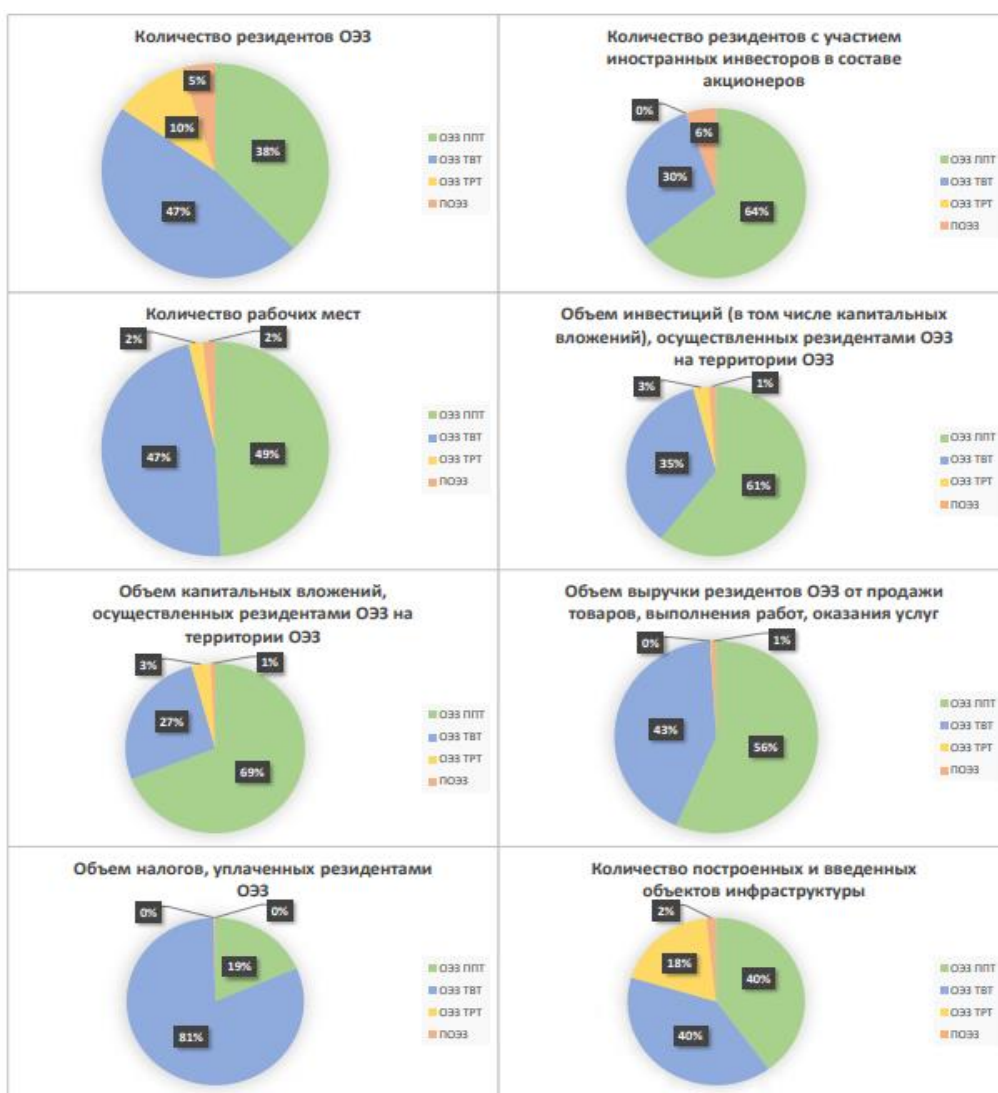 Количество резидентов ОЭЗ
5%
10%
38%
47%
ОЭЗ ППТ
ОЭЗ ТВТ
ОЭЗ ТРТ
ПОЭЗ
Количество резидентов с участием
иностранных инвесторов в составе
акционеров
0%
6%
30%
64%
ОЭЗ ППТ
ОЭЗ ТВТ
ОЭЗ ТРТ
ПОЭЗ
Количество рабочих мест
2%
2%
47%
49%
ОЭЗ ППТ
ОЭЗ ТВТ
ОЭЗ ТРТ
ПОЭЗ
Объем инвестиций (в том числе капитальных
вложений), осуществленных резидентами ОЭЗ
на территории ОЭЗ
3%
1%
35%
61%
ОЭЗ ППТ
ОЭЗ ТВТ
ОЭЗ ТРТ
ПОЭЗ
Объем капитальных вложений,
осуществленных резидентами ОЭЗ на
территории ОЭЗ
3%
1%
27%
69%
ОЭЗ ППТ
ОЭЗ ТВТ
ОЭЗ ТРТ
ПОЭЗ
Объем выручки резидентов ОЭЗ от продажи
товаров, выполнения работ, оказания услуг
0%
1%
43%
56%
ОЭЗ ППТ
ОЭЗ ТВТ
ОЭЗ ТРТ
ПОЭЗ
Объем налогов, уплаченных резидентами
ОЭЗ
0%
0%
19%
81%
ОЭЗ ППТ
ОЭЗ ТВТ
ОЭЗ ТРТ
ПОЭЗ
Количество построенных и введенных
объектов инфраструктуры
2%
18%
40%
40%
ОЭЗ ППТ
ОЭЗ ТВТ
ОЭЗ ТРТ
ПОЭЗ